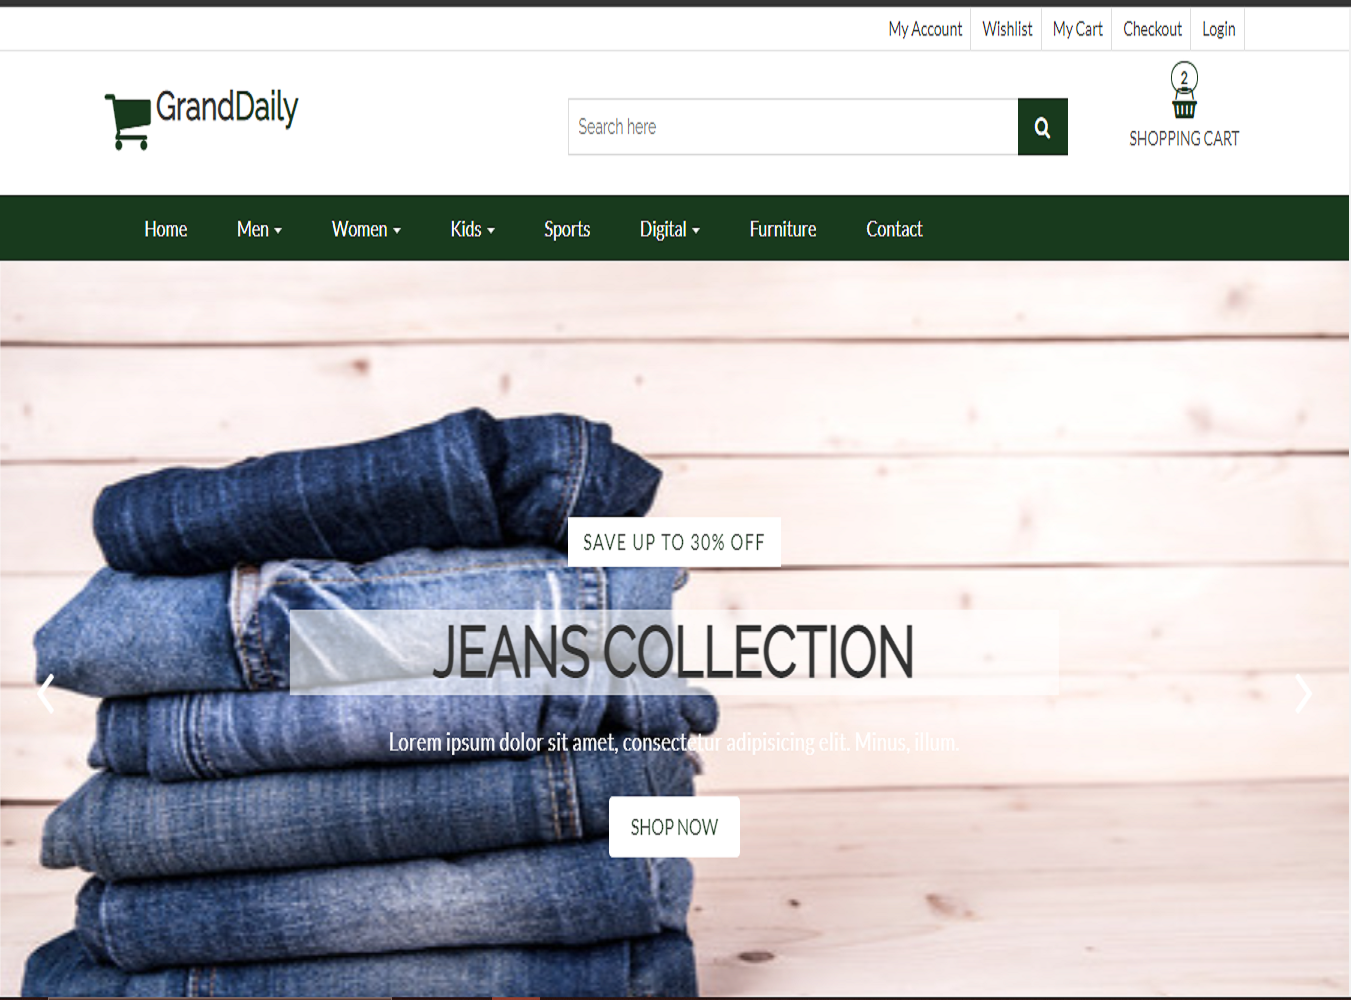 My Account Wishlist My Cart Checkout Login
GrandDaily
Search here
2
SHOPPING CART
Home Men Women Kids Sports Digital Furniture Contact
SAVE UP TO 30% OFF
JEANS COLLECTION
Lorem ipsum dolor sit amet, consectetur adipisicing elit. Minus, illum.
SHOP NOW